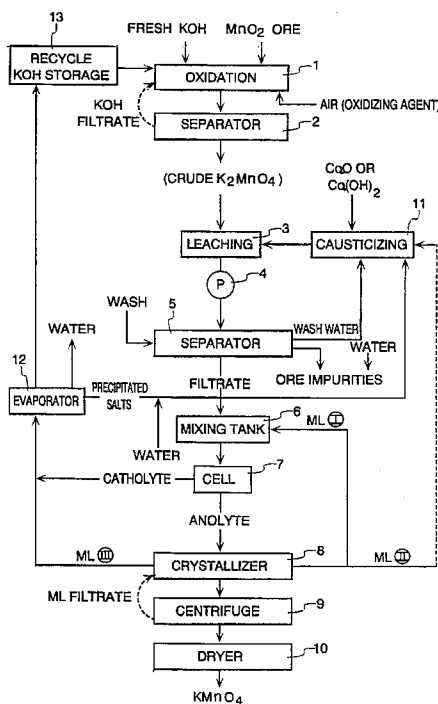 13
RECYCLE
KOH STORAGE
FRESH KOH
MnO2 ORE
OXIDATION
1
KOH
FILTRATE
AIR (OXIDIZING AGENT)
SEPARATOR
2
(CRUDE K2MnO4)
CaO OR
Ca(OH)2
11
LEACHING
3
CAUSTICIZING
P
4
WASH
5
SEPARATOR
WASH WATER
WATER
ORE IMPURITIES
WATER
12
EVAPORATOR
PRECIPITATED
SALTS
FILTRATE
6
MIXING TANK
ML I
WATER
CATHOLYTE
CELL
7
ANOLYTE
ML III
CRYSTALLIZER
8
ML II
ML FILTRATE
CENTRIFUGE
9
DRYER
10
KMnO4